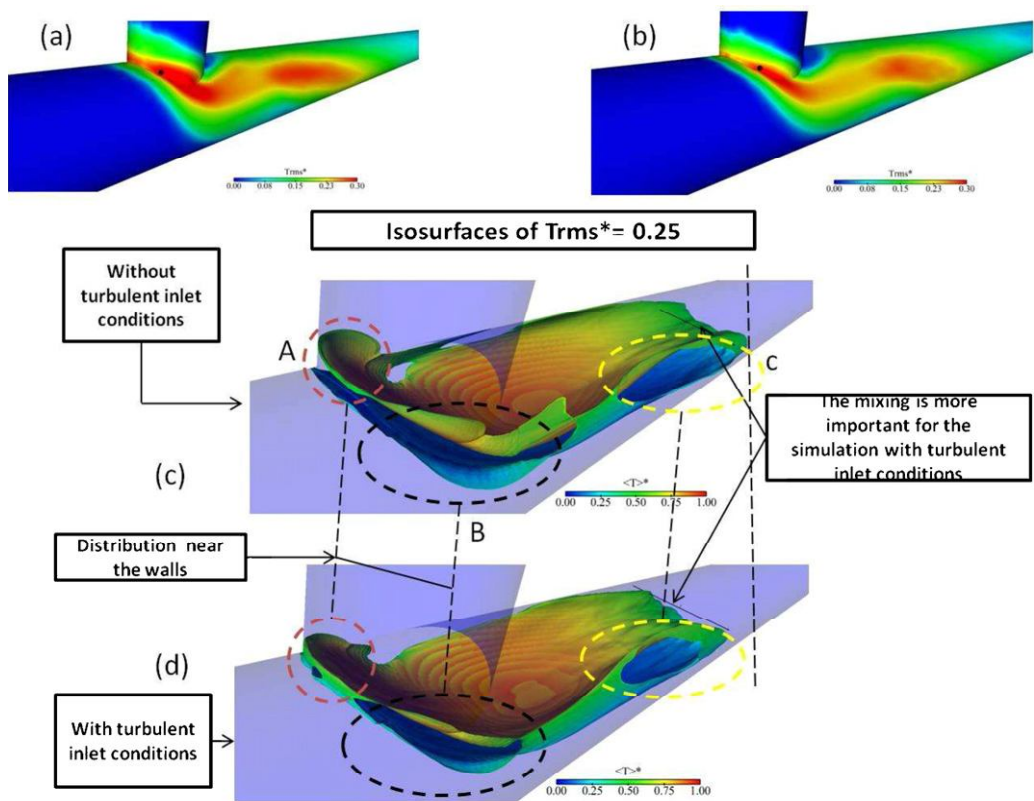 (a)
(b)
Trms*
0.00 0.08 0.15 0.23 0.30
Trms*
0.00 0.08 0.15 0.23 0.30
Isosurfaces of Trms*= 0.25
Without
turbulent inlet
conditions
A
c
The mixing is more
important for the
simulation with turbulent
inlet conditions
(c)
<T>*
0.00 0.25 0.50 0.75 1.00
B
Distribution near
the walls
(d)
With turbulent
inlet conditions
<T>*
0.00 0.25 0.50 0.75 1.00